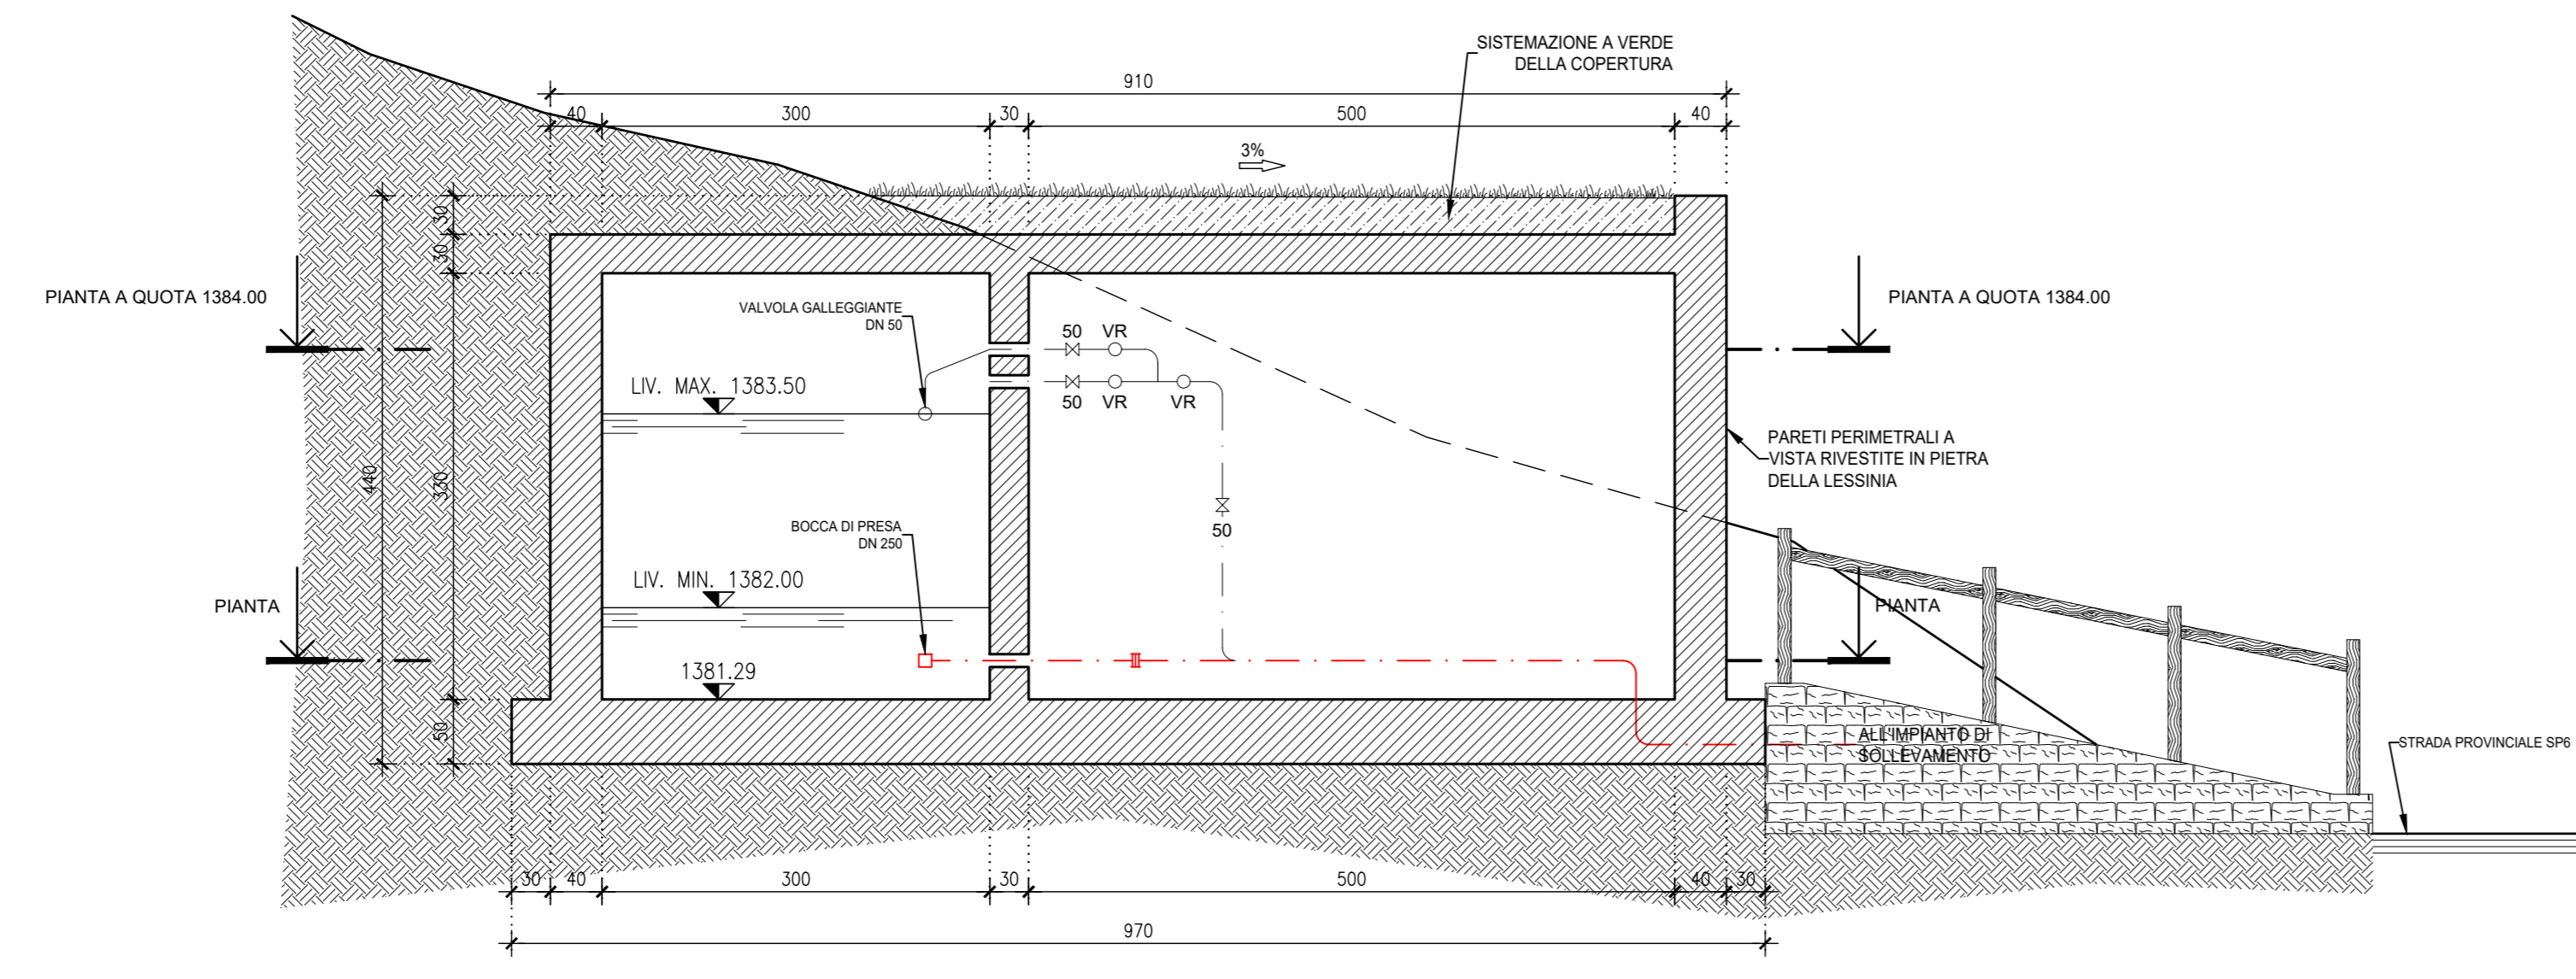 SISTEMAZIONE A VERDE
DELLA COPERTURA
910
40 300 30 500 40
3%
30
30
440
330
50
PIANTA A QUOTA 1384.00
PIANTA A QUOTA 1384.00
VALVOLA GALLEGGIANTE
DN 50
50 VR
LIV. MAX. 1383.50
50 VR VR
PARETI PERIMETRALI A
VISTA RIVESTITE IN PIETRA
DELLA LESSINIA
BOCCA DI PRESA
DN 250
50
LIV. MIN. 1382.00
PIANTA
PIANTA
1381.29
ALL'IMPIANTO DI
SOLLEVAMENTO
STRADA PROVINCIALE SP6
30 40 300 30 500 40 30
970